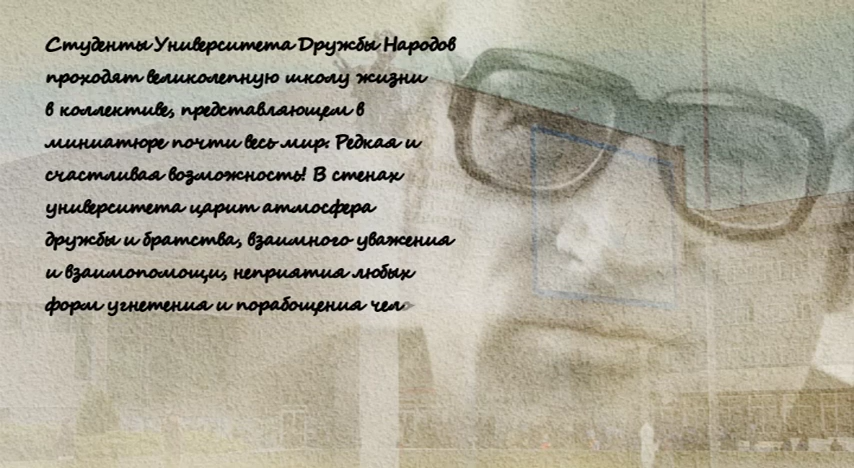 Студенты Университета Дружбы Народов
проходят великолепную школу жизни
в коллективе, представляющем в
миниатюре почти весь мир. Редкая и
счастливая возможность! В стенах
университета царит атмосфера
дружбы и братства, взаимного уважения
и взаимопомощи, неприятия любых
форм угнетения и порабощения чело